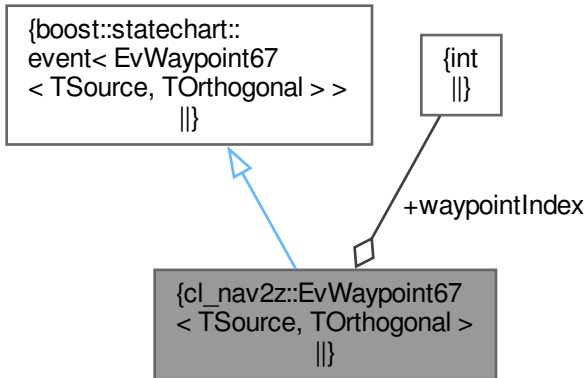 {boost::statechart::
event< EvWaypoint67
< TSource, TOrthogonal > >
||}
{int
||}
+waypointIndex
{cl_nav2z::EvWaypoint67
< TSource, TOrthogonal >
||}